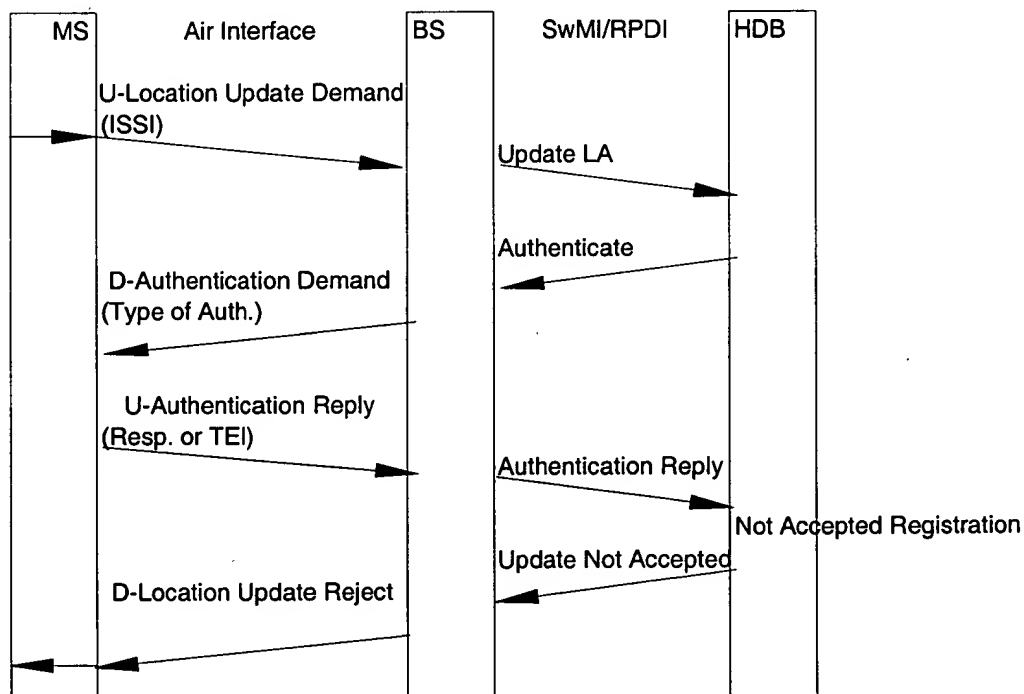 MS Air Interface BS SwMI/RPDI HDB
U-Location Update Demand
(ISSI)
Update LA
Authenticate
D-Authentication Demand
(Type of Auth.)
U-Authentication Reply
(Resp. or TEI)
Authentication Reply
Not Accepted Registration
Update Not Accepted
D-Location Update Reject